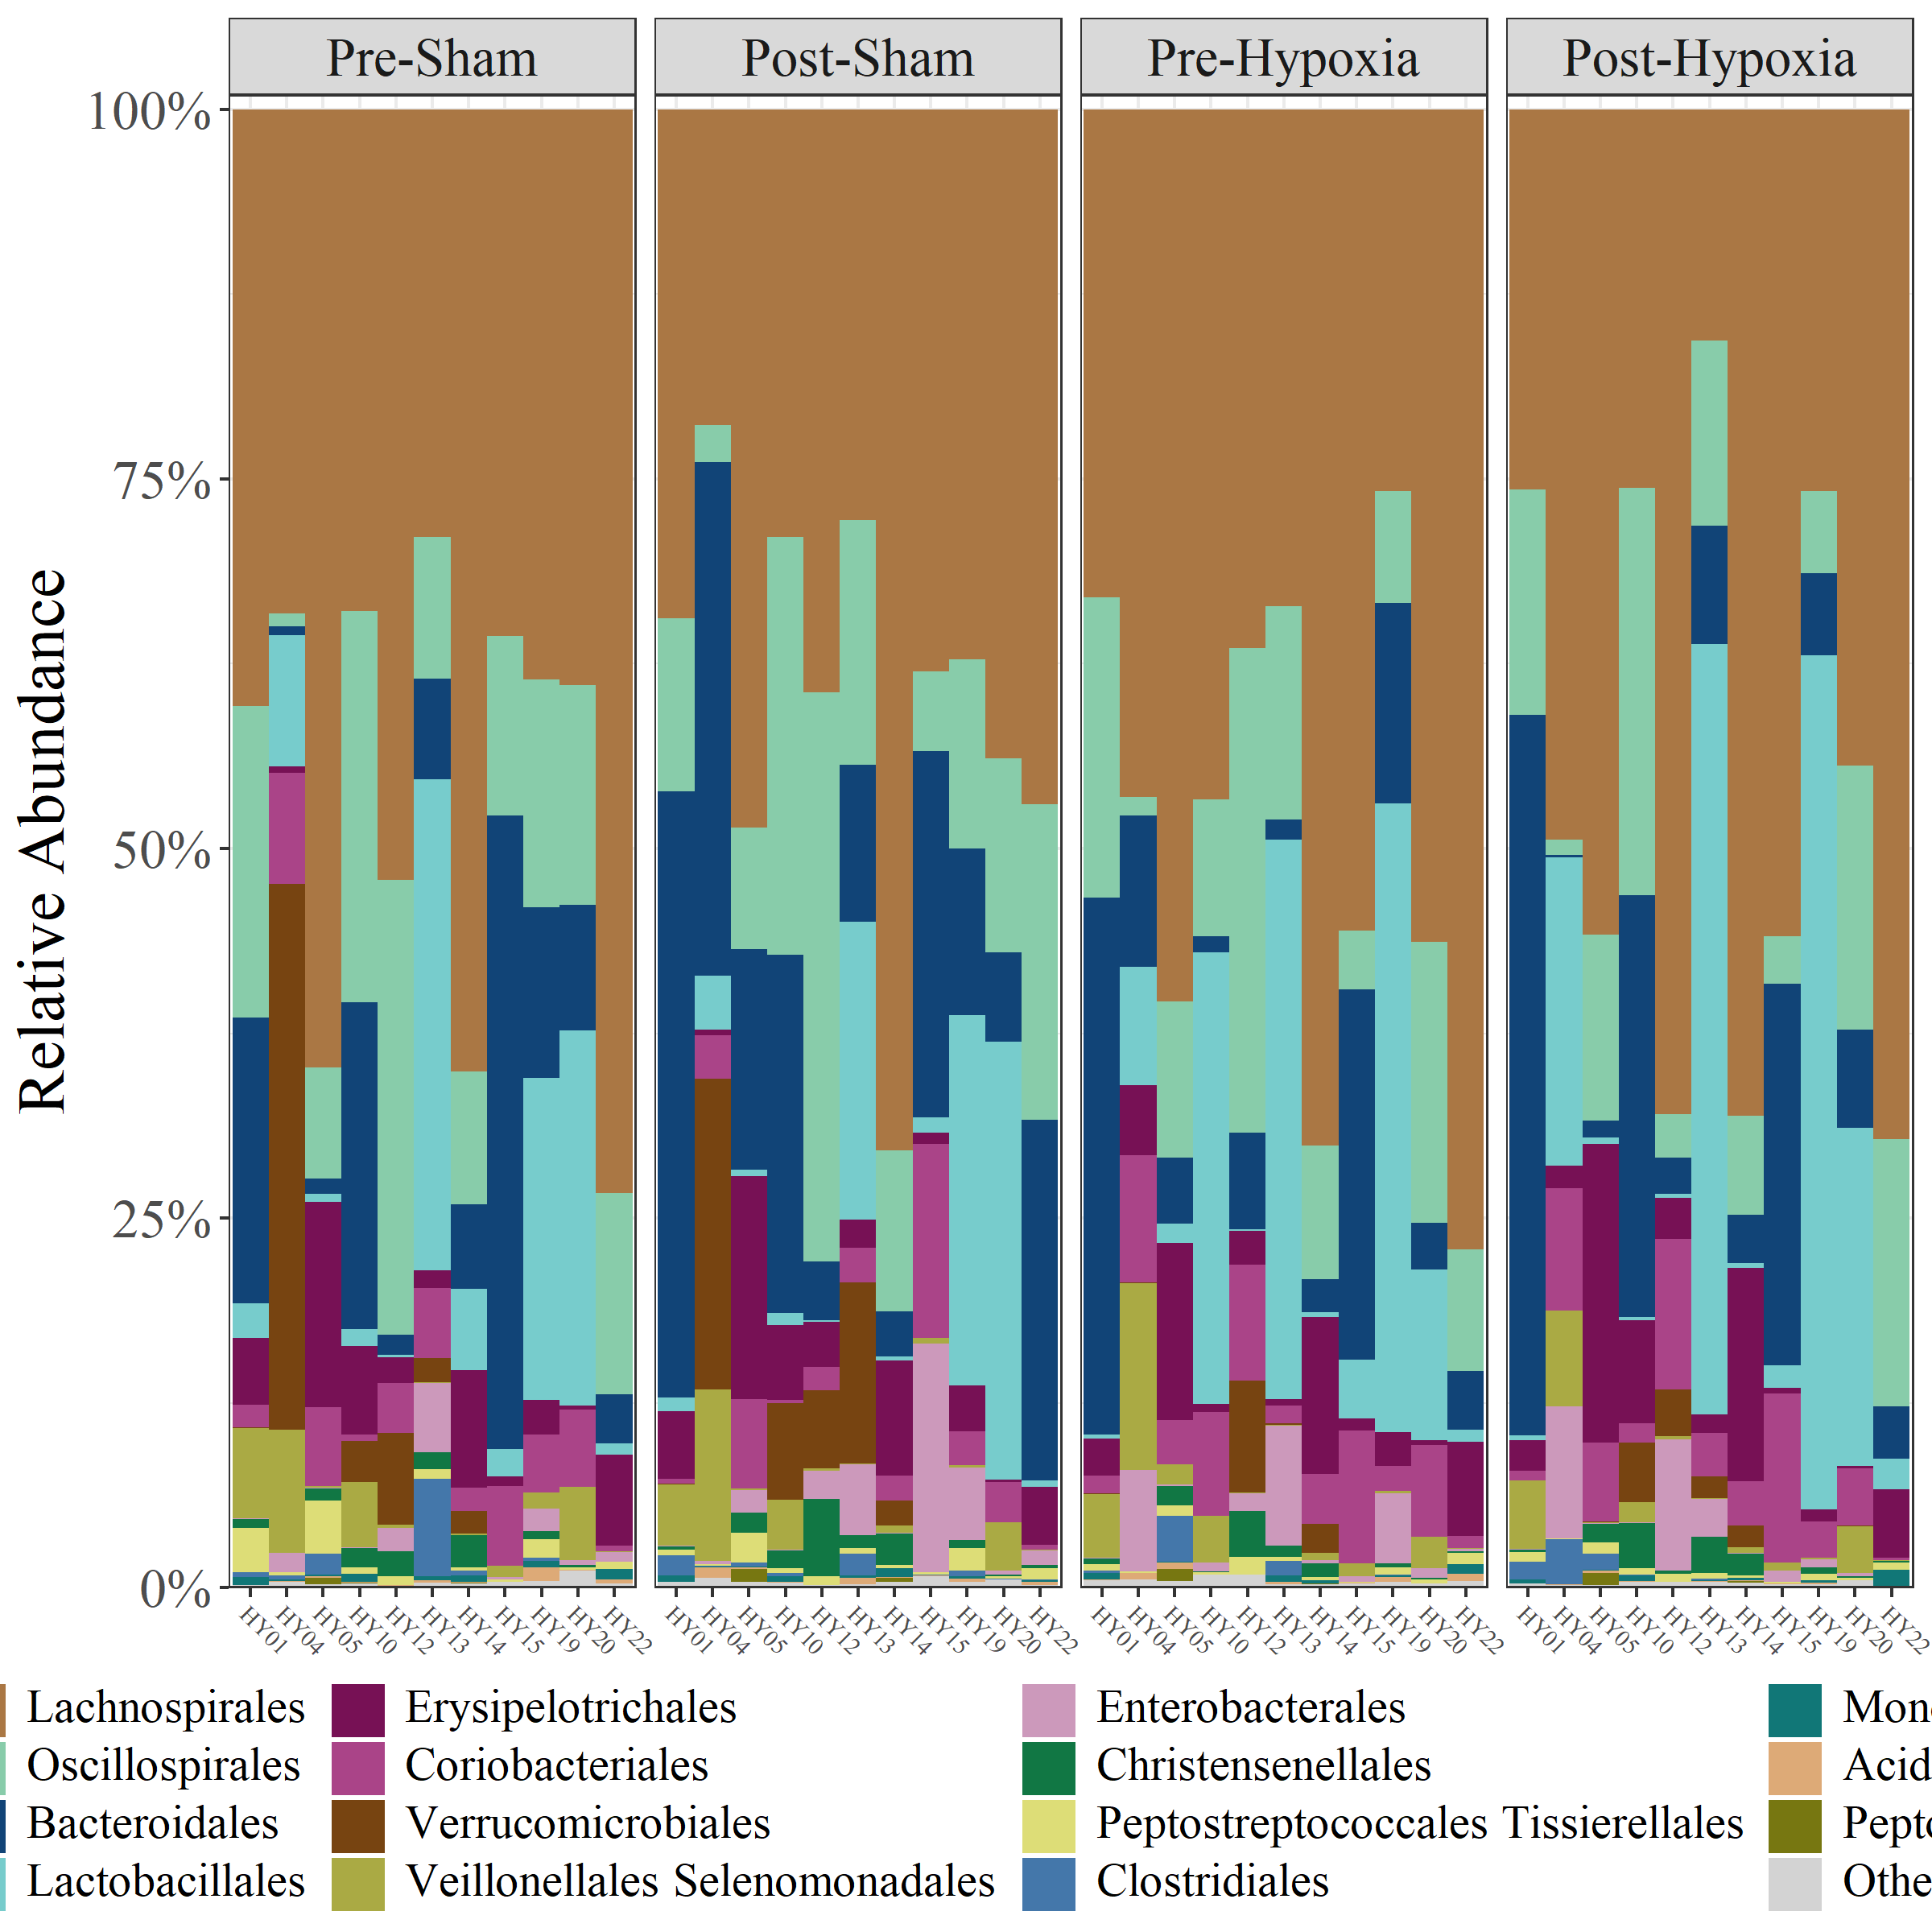 Pre-Sham Post-Sham Pre-Hypoxia Post-Hypoxia
Relative Abundance
100%
75%
50%
25%
0%
HY01 HY04 HY05 HY10 HY12 HY13 HY14 HY15 HY19 HY20 HY22
HY01 HY04 HY05 HY10 HY12 HY13 HY14 HY15 HY19 HY20 HY22
HY01 HY04 HY05 HY10 HY12 HY13 HY14 HY15 HY19 HY20 HY22
HY01 HY04 HY05 HY10 HY12 HY13 HY14 HY15 HY19 HY20 HY22
Lachnospirales
Oscillospirales
Bacteroidales
Lactobacillales
Erysipelotrichales
Coriobacteriales
Verrucomicrobiales
Veillonellales Selenomonadales
Enterobacterales
Christensenellales
Peptostreptococcales Tissierellales
Clostridiales
Acid
Othe